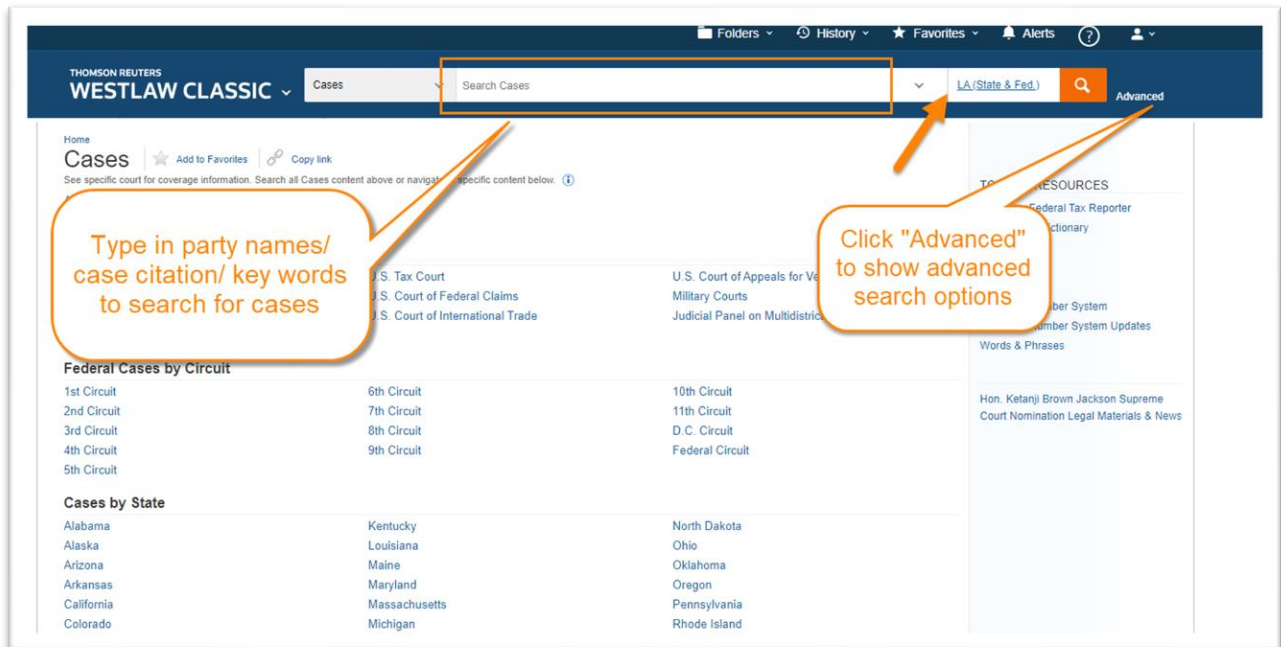 Folders History Favorites Alerts ?
THOMSON REUTERS
WESTLAW CLASSIC Cases Search Cases LA (State & Fed.) Advanced
Home
Cases Add to Favorites Copy link
See specific court for coverage information. Search all Cases content above or navigate specific content below.
Type in party names/
case citation/ key words
to search for cases
Click "Advanced"
to show advanced
search options
U.S. Tax Court U.S. Court of Appeals for
U.S. Court of Federal Claims Military Courts
U.S. Court of International Trade Judicial Panel on
RESOURCES
Federal Tax Reporter
System
System Updates
Words & Phrases
Hon. Ketanji Brown Jackson Supreme
Court Nomination Legal Materials & News
Federal Cases by Circuit
1st Circuit 6th Circuit 10th Circuit
2nd Circuit 7th Circuit 11th Circuit
3rd Circuit 8th Circuit D.C. Circuit
4th Circuit 9th Circuit Federal Circuit
5th Circuit
Cases by State
Alabama Kentucky North Dakota
Alaska Louisiana Ohio
Arizona Maine Oklahoma
Arkansas Maryland Oregon
California Massachusetts Pennsylvania
Colorado Michigan Rhode Island